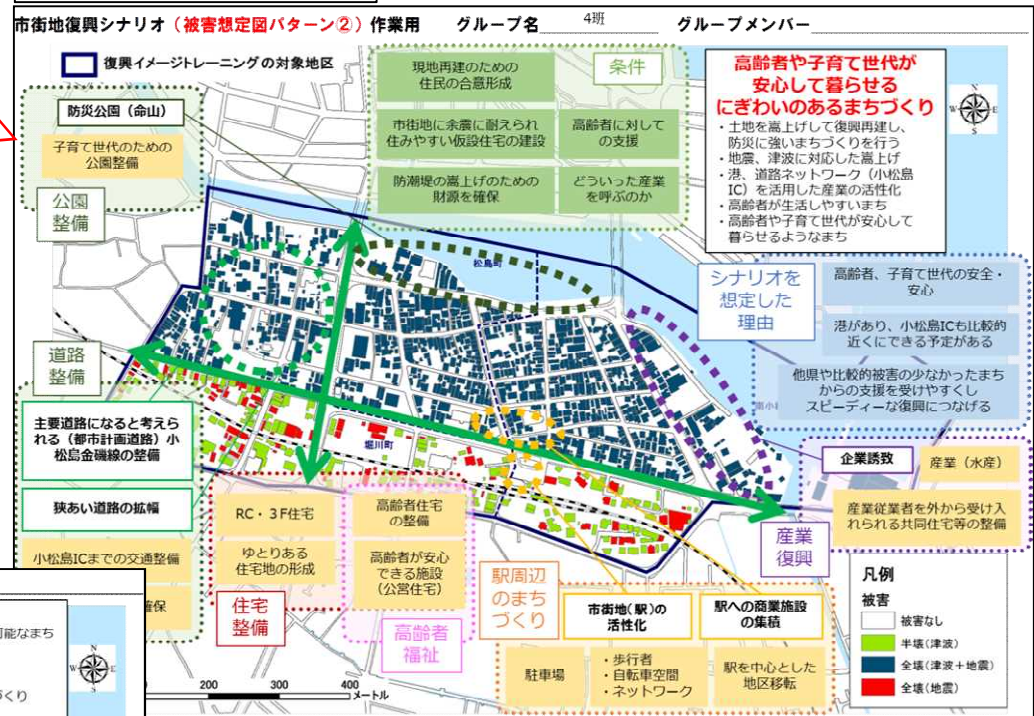 市街地復興シナリオ（被害想定図パターン②）作業用 グループ名 4班 グループメンバー
復興イメージトレーニングの対象地区
防災公園（命山）
子育て世代のための
公園整備
公園
整備
条件
現地再建のための
住民の合意形成
市街地に余震に耐えられ
住みやすい仮設住宅の建設
高齢者に対して
の支援
防潮堤の嵩上げのための
財源を確保
どういった産業
を呼ぶのか
高齢者や子育て世代が
安心して暮らせる
にぎわいのあるまちづくり
・土地を嵩上げして復興再建し、
防災に強いまちづくりを行う
・地震、津波に対応した嵩上げ
・港、道路ネットワーク（小松島
IC）を活用した産業の活性化
・高齢者が生活しやすいまち
・高齢者や子育て世代が安心して
暮らせるようなまち
N
W
E
S
シナリオを
想定した
理由
高齢者、子育て世代の安全・
安心
港があり、小松島ICも比較的
近くにできる予定がある
他県や比較的被害の少なかったまち
からの支援を受けやすくし
スピーディーな復興につなげる
松島町
堀川町
南小
道路
整備
主要道路になると考えら
れる（都市計画道路）小
松島金磯線の整備
狭あい道路の拡幅
小松島ICまでの交通整備
確保
RC・3F住宅
ゆとりある
住宅地の形成
住宅
整備
高齢者住宅
の整備
高齢者が安心
できる施設
（公営住宅）
高齢者
福祉
駅周辺
のまち
づくり
市街地（駅）の
活性化
駅への商業施設
の集積
駐車場
・歩行者
・自転車空間
・ネットワーク
駅を中心とした
地区移転
企業誘致
産業（水産）
産業従業者を外から受け入
れられる共同住宅等の整備
産業
復興
凡例
被害
被害なし
半壊（津波）
全壊（津波＋地震）
全壊（地震）
200 300 400
メートル
可能なまち
づくり
N
W
E
S